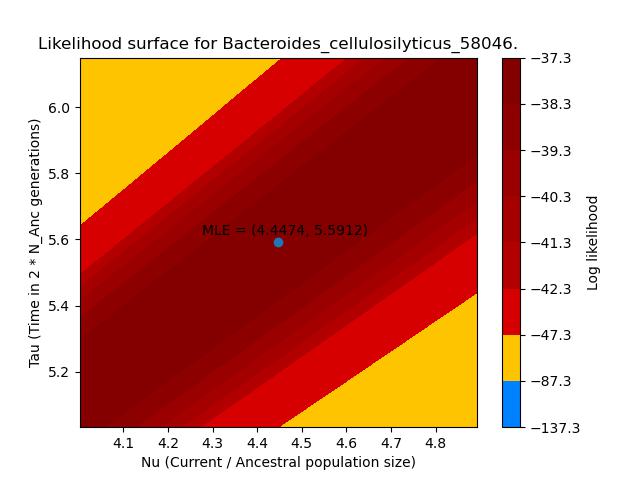 Likelihood surface for Bacteroides_cellulosilyticus_58046.
6.0
5.8
5.6
5.4
5.2
Tau (Time in 2 * N_Anc generations)
MLE = (4.4474, 5.5912)
4.1 4.2 4.3 4.4 4.5 4.6 4.7 4.8
Nu (Current / Ancestral population size)
−37.3
−38.3
−39.3
−40.3
−41.3
−42.3
−47.3
−87.3
−137.3
Log likelihood